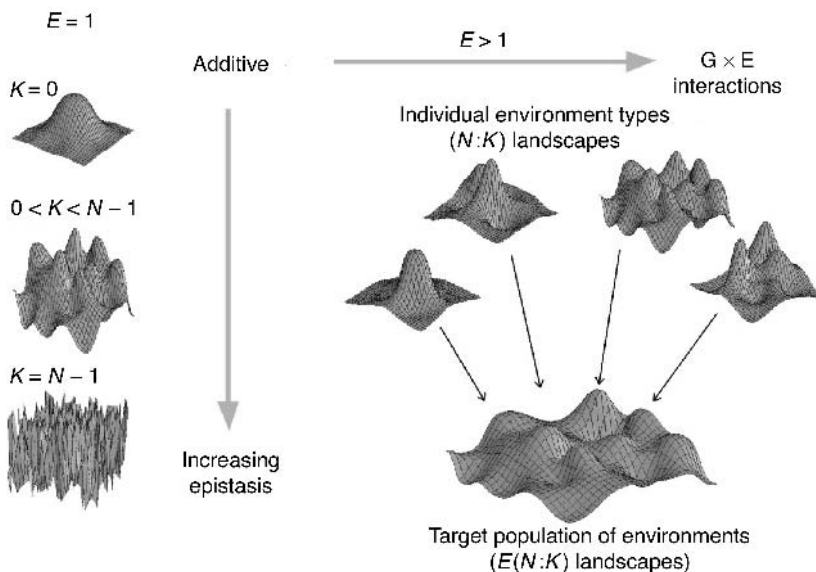 E = 1
Additive
E > 1
G × E
interactions
K = 0
Individual environment types
(N:K) landscapes)
0 < K < N − 1
K = N − 1
Increasing
epistasis
Target population of environments
(E(N:K) landscapes)